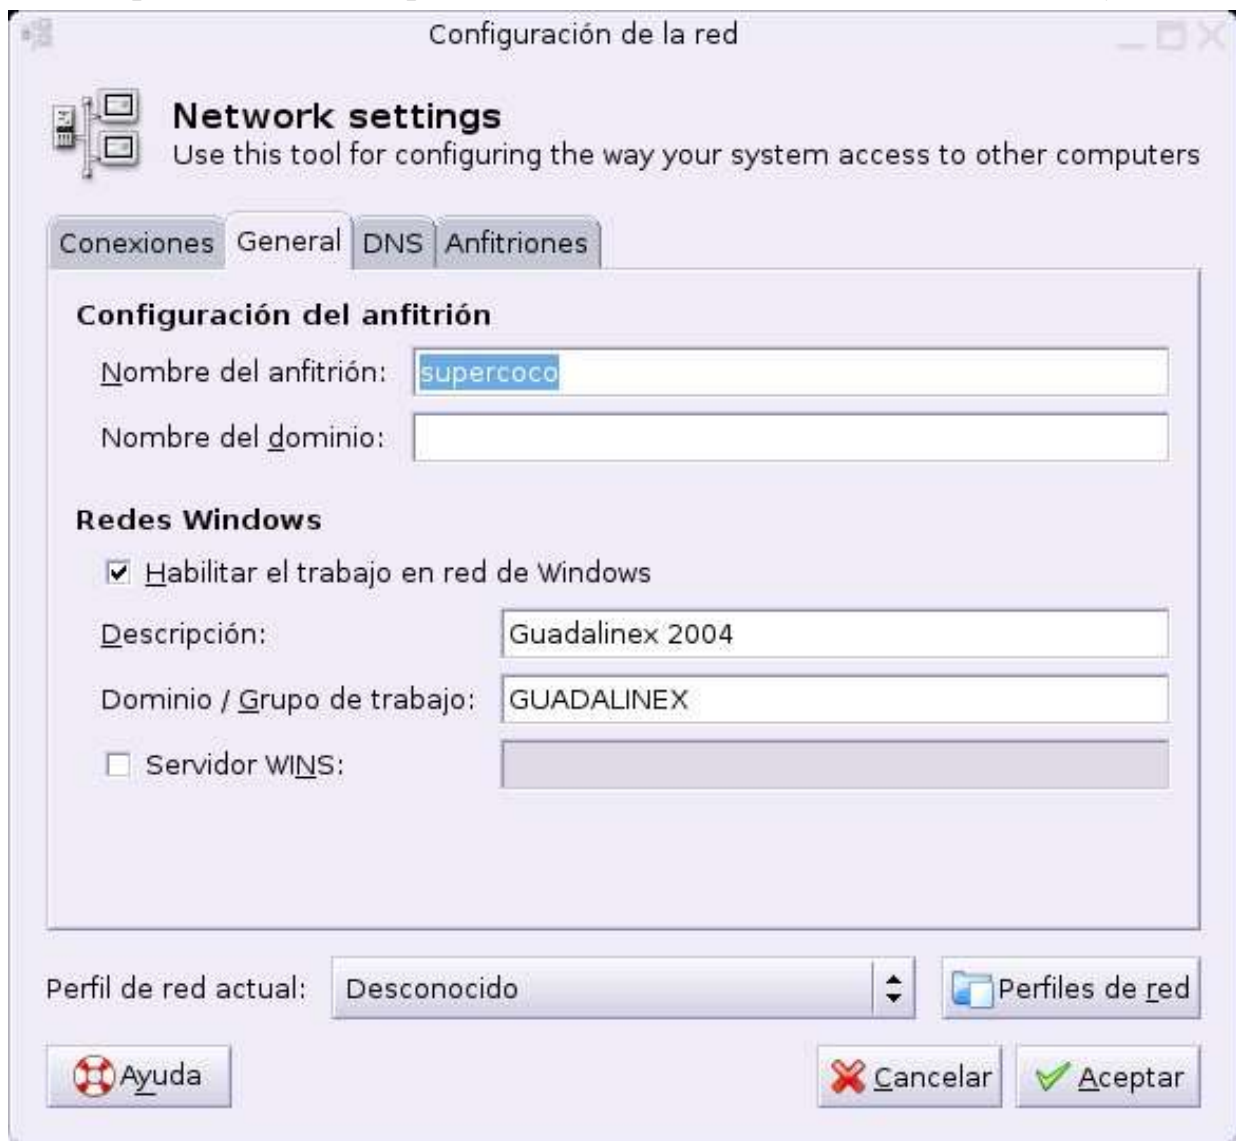 Configuración de la red
Network settings
Use this tool for configuring the way your system access to other computers
Conexiones General DNS Anfitriones
Configuración del anfitrión
Nombre del anfitrión: supercoco
Nombre del dominio:
Redes Windows
Habilitar el trabajo en red de Windows
Descripción: Guadalinex 2004
Dominio / Grupo de trabajo: GUADALINEX
Servidor WINS:
Perfil de red actual: Desconocido Perfiles de red
Ayuda Cancelar Aceptar